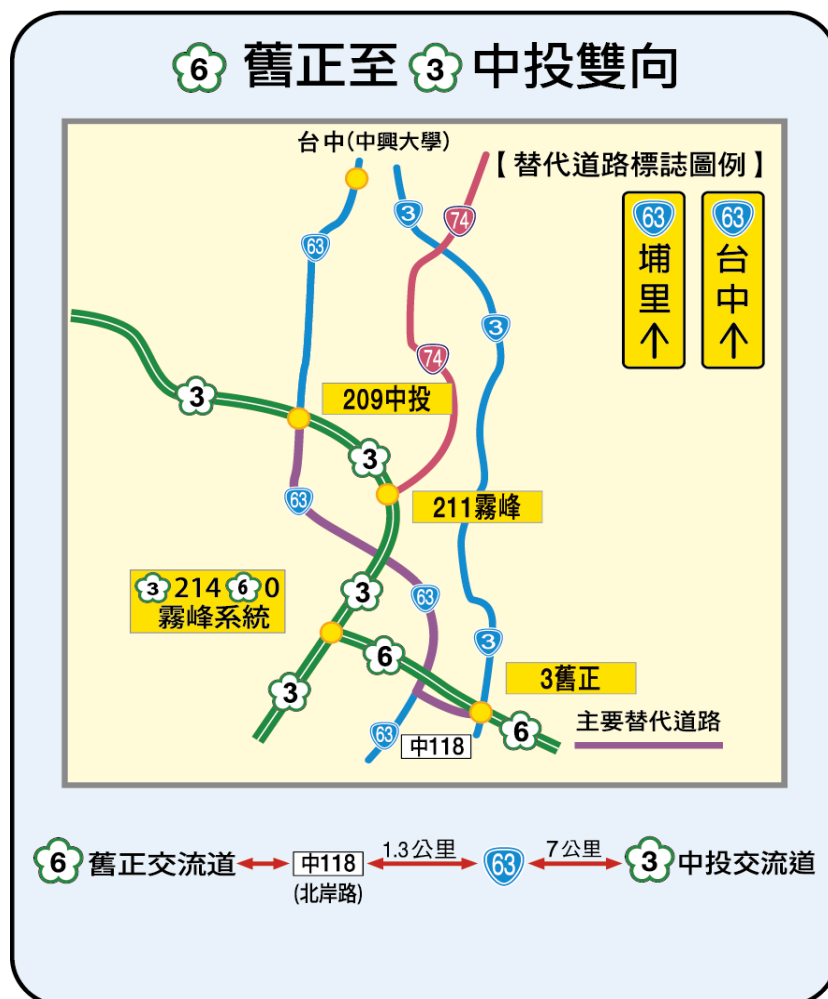 6 舊正至 3 中投雙向
台中(中興大學)
【替代道路標誌圖例】
63 埔里↑
63 台中↑
3
74
63
3
74
3
209中投
3
63
211霧峰
3 214 6 0
霧峰系統
3
63
3
6
3舊正
3
63
中118
6
主要替代道路
6 舊正交流道 中118 1.3公里 63 7公里 3 中投交流道
(北岸路)